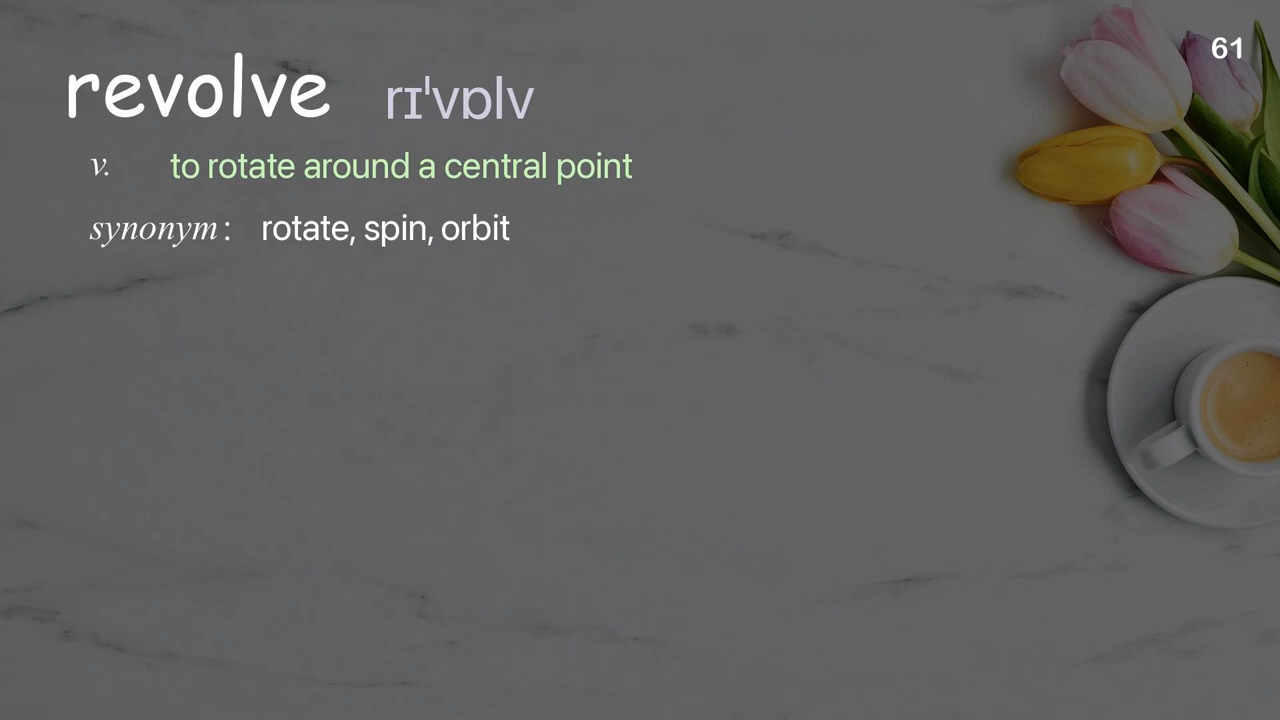 61
revolve rɪˈvɒlv
v. to rotate around a central point
synonym: rotate, spin, orbit